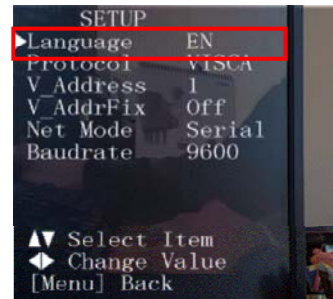 SETUP
Language EN
Protocol VISCA
V_Address 1
V_AddrFix Off
Net Mode Serial
Baudrate 9600
Select Item
Change Value
[Menu] Back